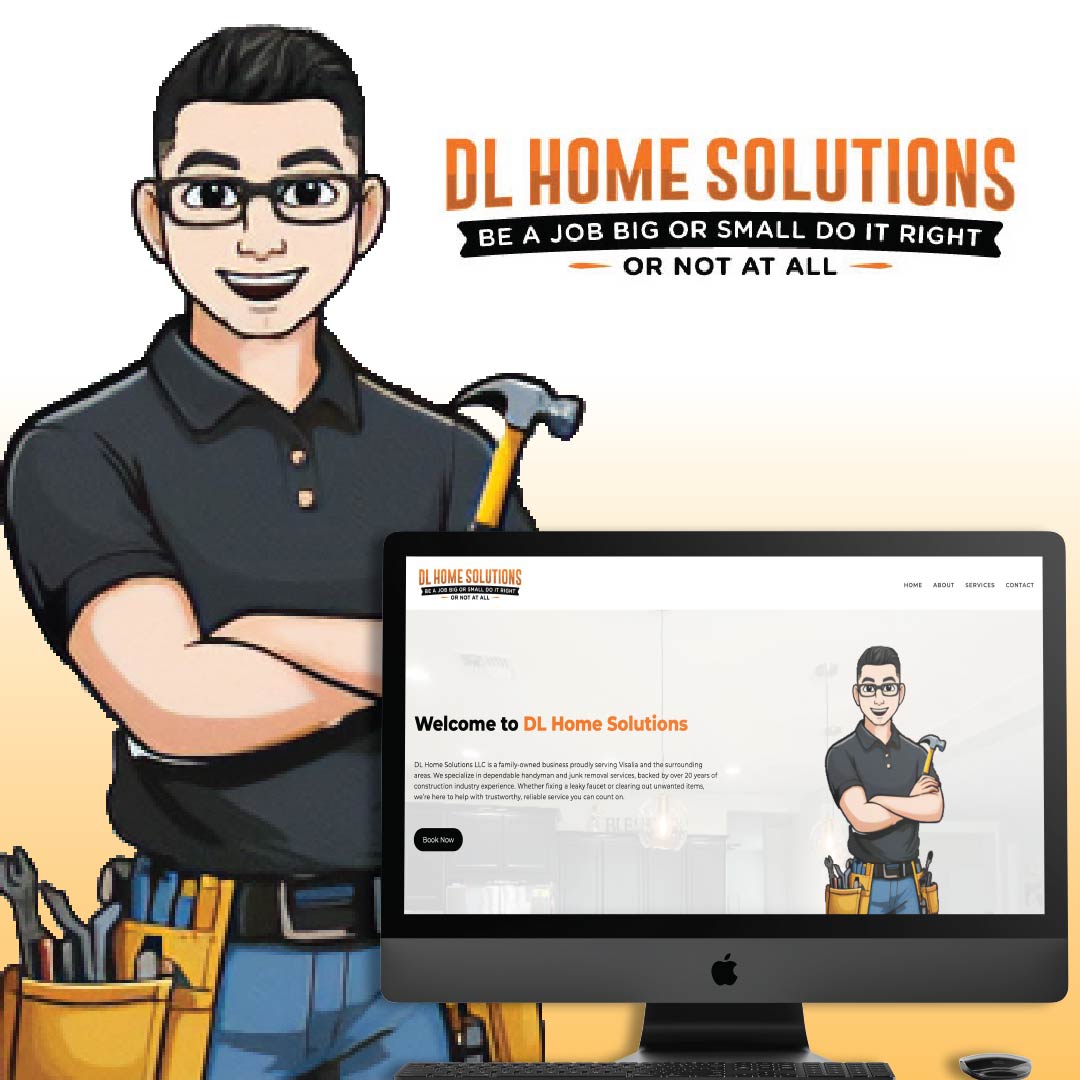 DL HOME SOLUTIONS
BE A JOB BIG OR SMALL DO IT RIGHT
OR NOT AT ALL
DL HOME SOLUTIONS
BE A JOB BIG OR SMALL DO IT RIGHT
OR NOT AT ALL
HOME ABOUT SERVICES CONTACT
Welcome to DL Home Solutions
DL Home Solutions LLC is a family-owned business proudly serving Visalia and the surrounding
areas. We specialize in dependable handyman and junk removal services, backed by over 20 years of
construction industry experience. Whether fixing a leaky faucet or clearing out unwanted items,
we're here to help with trustworthy, reliable service you can count on.
Book Now